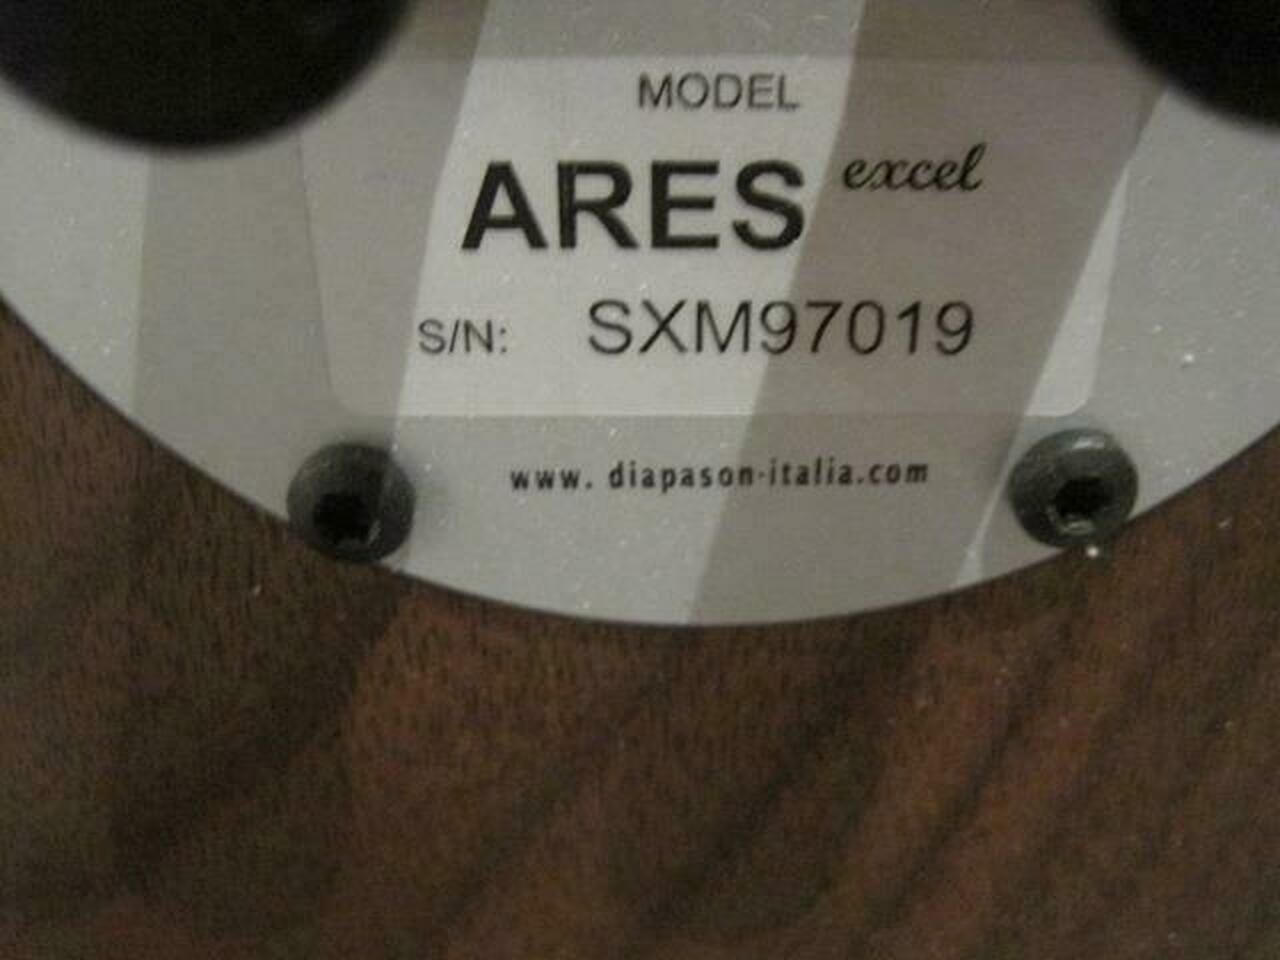 MODEL
ARES excel
S/N: SXM97019
www. diapason-italia.com